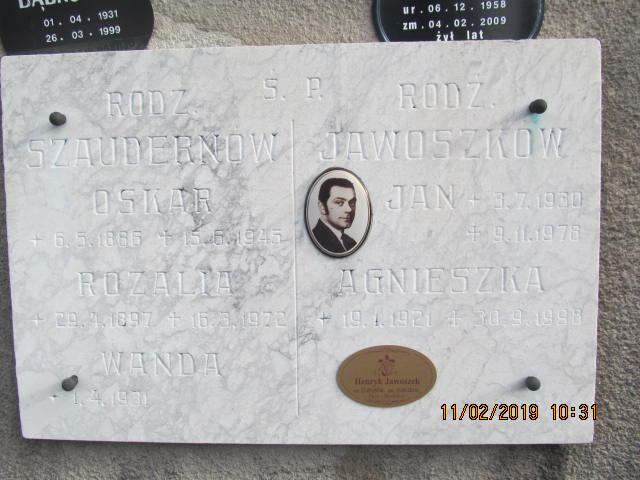 01 . 04 . 1931
26 . 03 . 1999
ur . 06 . 12 . 1958
zm . 04 . 02 . 2009
żył lat
Ś. P.
RODZ.
SZAUDERNÓW
OSKAR
+ 6.5.1886 + 15.6.1945
ROZALIA
+ 29.4.1897 + 16.3.1972
WANDA
+ 1.4.1931
RODZ.
JAWOSZKÓW
JAN + 3.7.1930
+ 9.11.1978
AGNIESZKA
+ 19.1.1921 + 30.9.1998
Henryk Jawoszek
11/02/2019 10:31